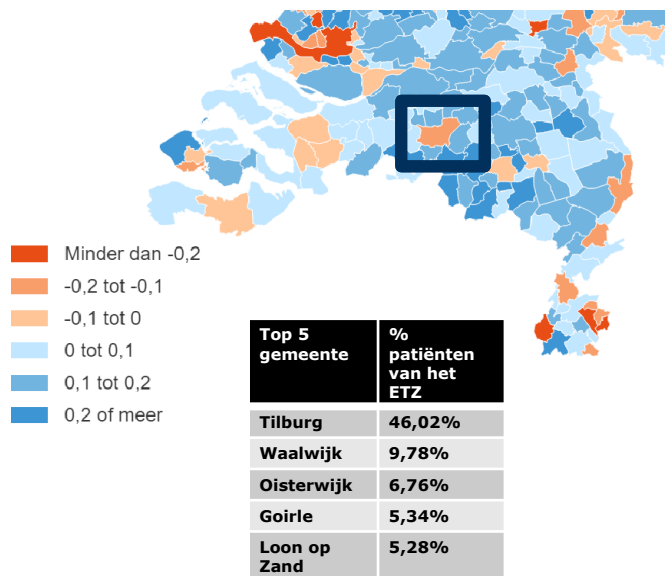 Minder dan -0,2
-0,2 tot -0,1
-0,1 tot 0
0 tot 0,1
0,1 tot 0,2
0,2 of meer
Top 5
gemeente
%
patiënten
van het
ETZ
Tilburg
46,02%
Waalwijk
9,78%
Oisterwijk
6,76%
Goirle
5,34%
Loon op
Zand
5,28%